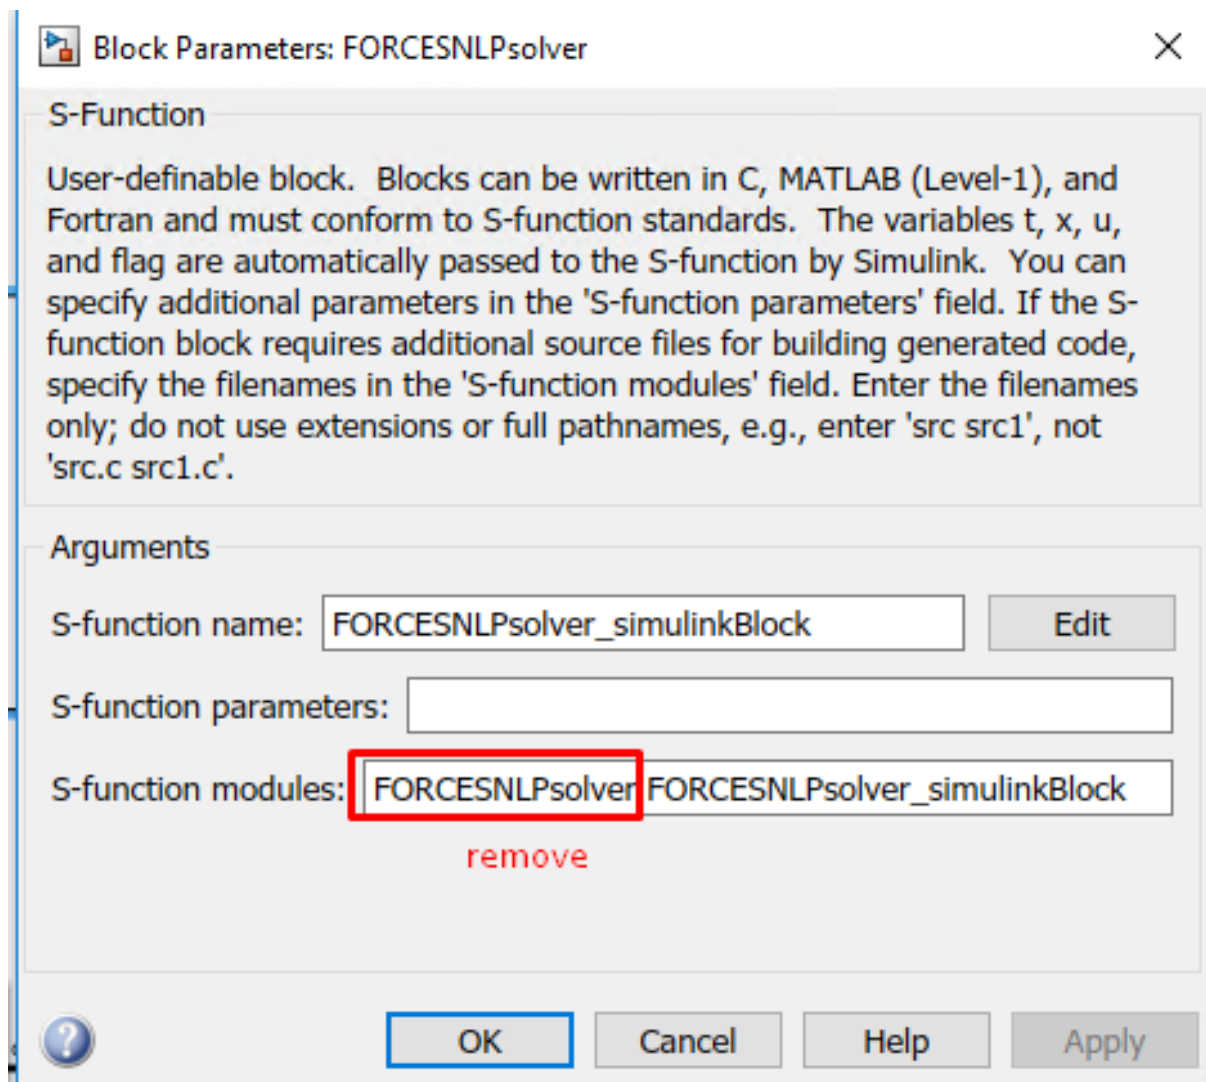 Block Parameters: FORCESNLPsolver
S-Function
User-definable block.  Blocks can be written in C, MATLAB (Level-1), and
Fortran and must conform to S-function standards.  The variables t, x, u,
and flag are automatically passed to the S-function by Simulink.  You can
specify additional parameters in the 'S-function parameters' field. If the S-
function block requires additional source files for building generated code,
specify the filenames in the 'S-function modules' field. Enter the filenames
only; do not use extensions or full pathnames, e.g., enter 'src src1', not
'src.c src1.c'.
Arguments
S-function name: FORCESNLPsolver_simulinkBlock Edit
S-function parameters:
S-function modules: FORCESNLPsolver FORCESNLPsolver_simulinkBlock
remove
? OK Cancel Help Apply